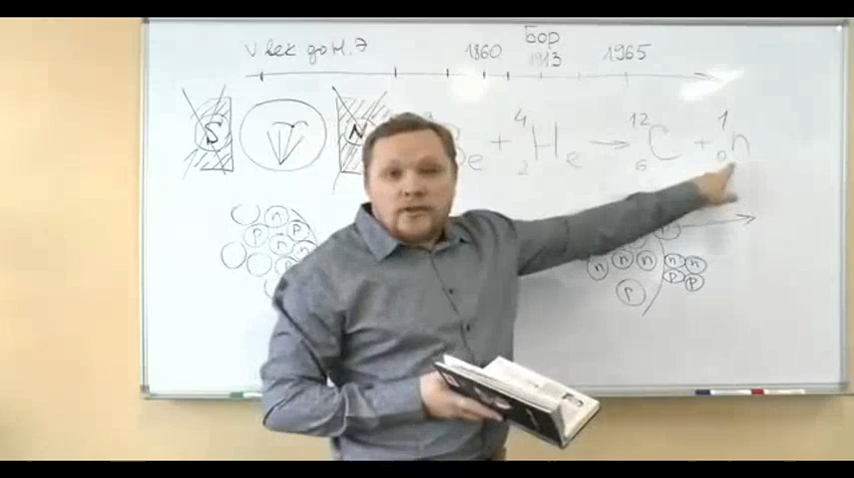 V век до н. э
1860
Бор
1913
1965
S
N
e + 4 2 He → 12 6 C + 1 0 n
n
p p
n n
p
n n n n n
p p
p